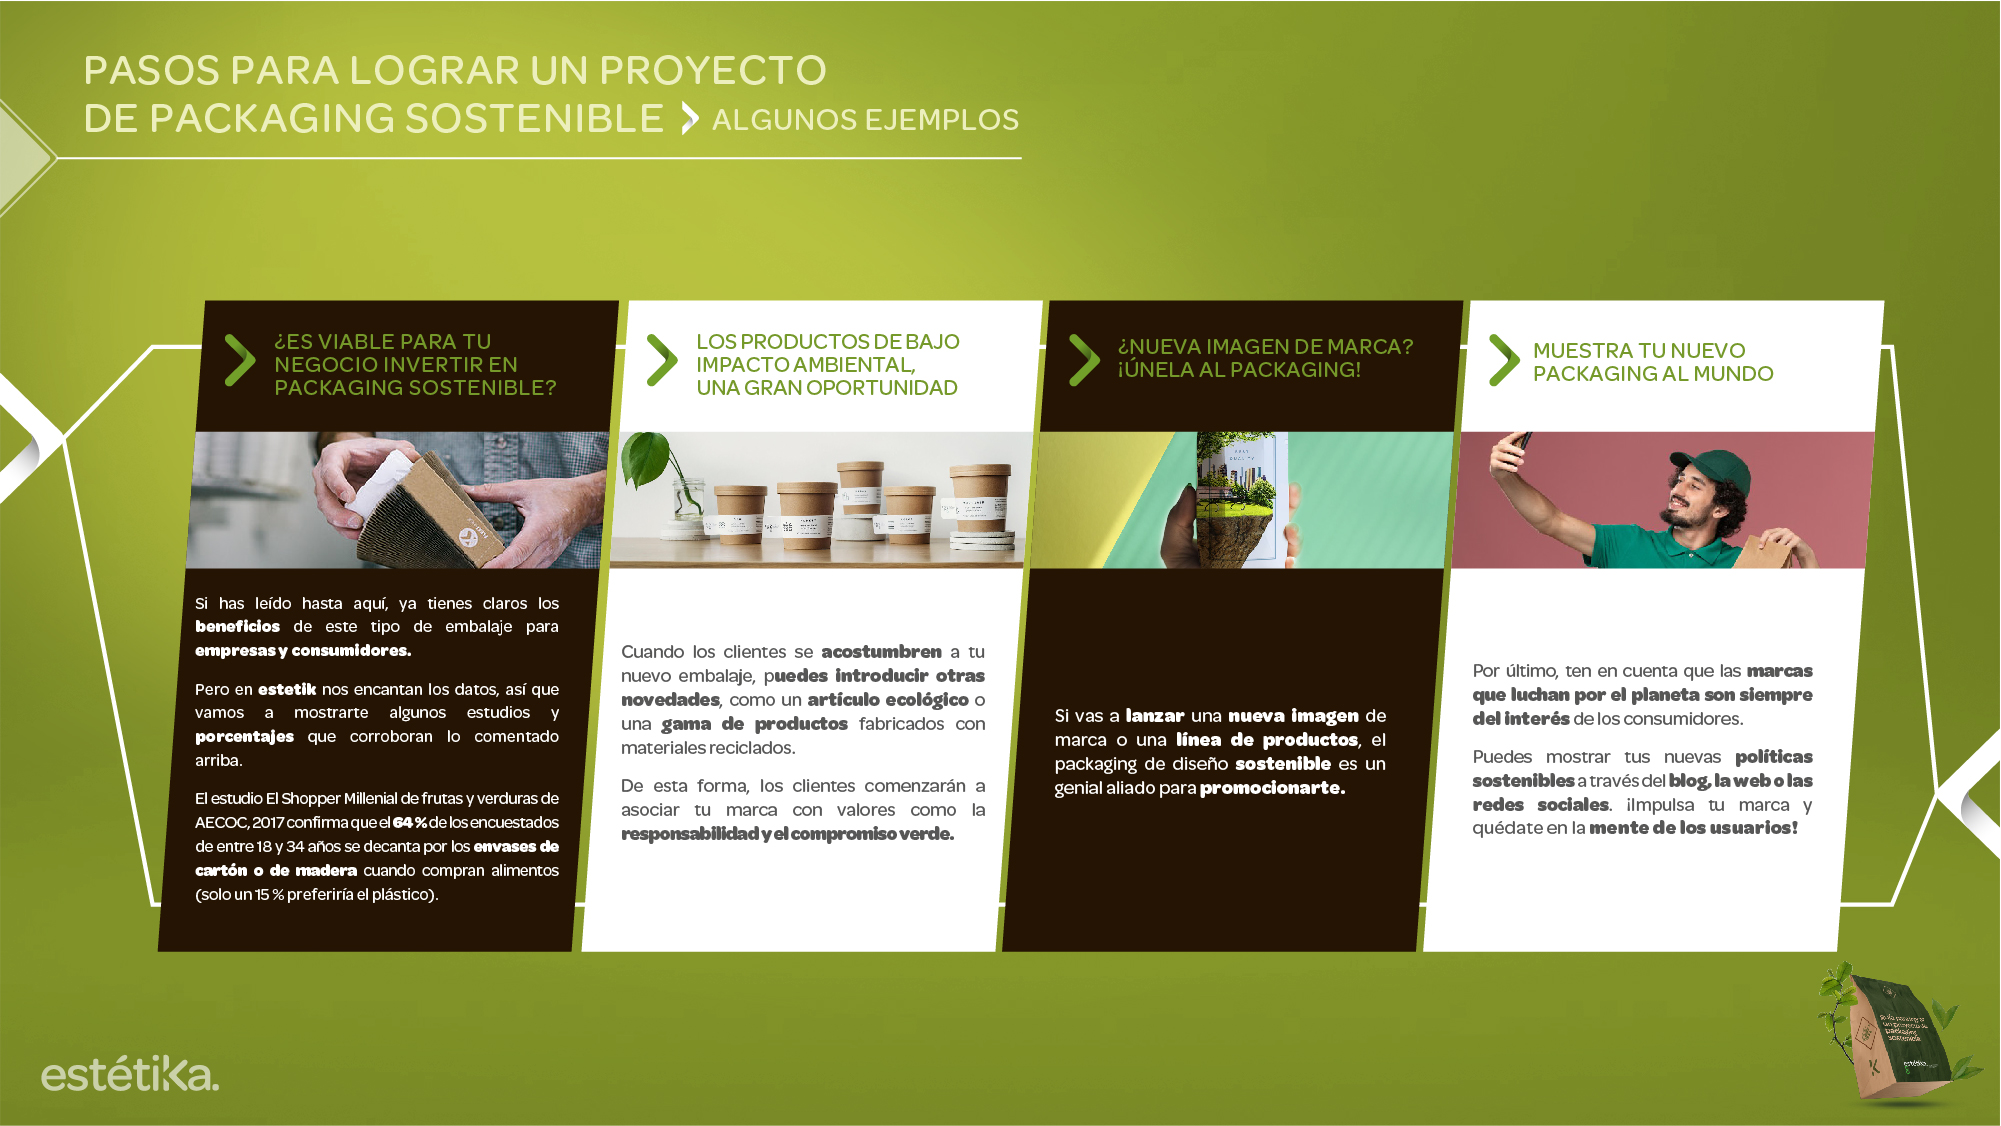 PASOS PARA LOGRAR UN PROYECTO
DE PACKAGING SOSTENIBLE
ALGUNOS EJEMPLOS
¿ES VIABLE PARA TU
NEGOCIO INVERTIR EN
PACKAGING SOSTENIBLE?
Si has leído hasta aquí, ya tienes claros los
beneficios de este tipo de embalaje para
empresas y consumidores.
Pero en estetik nos encantan los datos, así que
vamos a mostrarte algunos estudios y
porcentajes que corroboran lo comentado
arriba.
El estudio El Shopper Millenial de frutas y verduras de
AECOC, 2017 confirma que el 64 % de los encuestados
de entre 18 y 34 años se decanta por los envases de
cartón o de madera cuando compran alimentos
(solo un 15 % preferiría el plástico).
LOS PRODUCTOS DE BAJO
IMPACTO AMBIENTAL,
UNA GRAN OPORTUNIDAD
Cuando los clientes se acostumbren a tu
nuevo embalaje, puedes introducir otras
novedades, como un artículo ecológico o
una gama de productos fabricados con
materiales reciclados.
De esta forma, los clientes comenzarán a
asociar tu marca con valores como la
responsabilidad y el compromiso verde.
¿NUEVA IMAGEN DE MARCA?
¡ÚNELA AL PACKAGING!
Si vas a lanzar una nueva imagen de
marca o una línea de productos, el
packaging de diseño sostenible es un
genial aliado para promocionarte.
MUESTRA TU NUEVO
PACKAGING AL MUNDO
Por último, ten en cuenta que las marcas
que luchan por el planeta son siempre
del interés de los consumidores.
Puedes mostrar tus nuevas políticas
sostenibles a través del blog, la web o las
redes sociales. ¡Impulsa tu marca y
quédate en la mente de los usuarios!
estétika.
un proyecto de
packaging
sostenible
estétika.